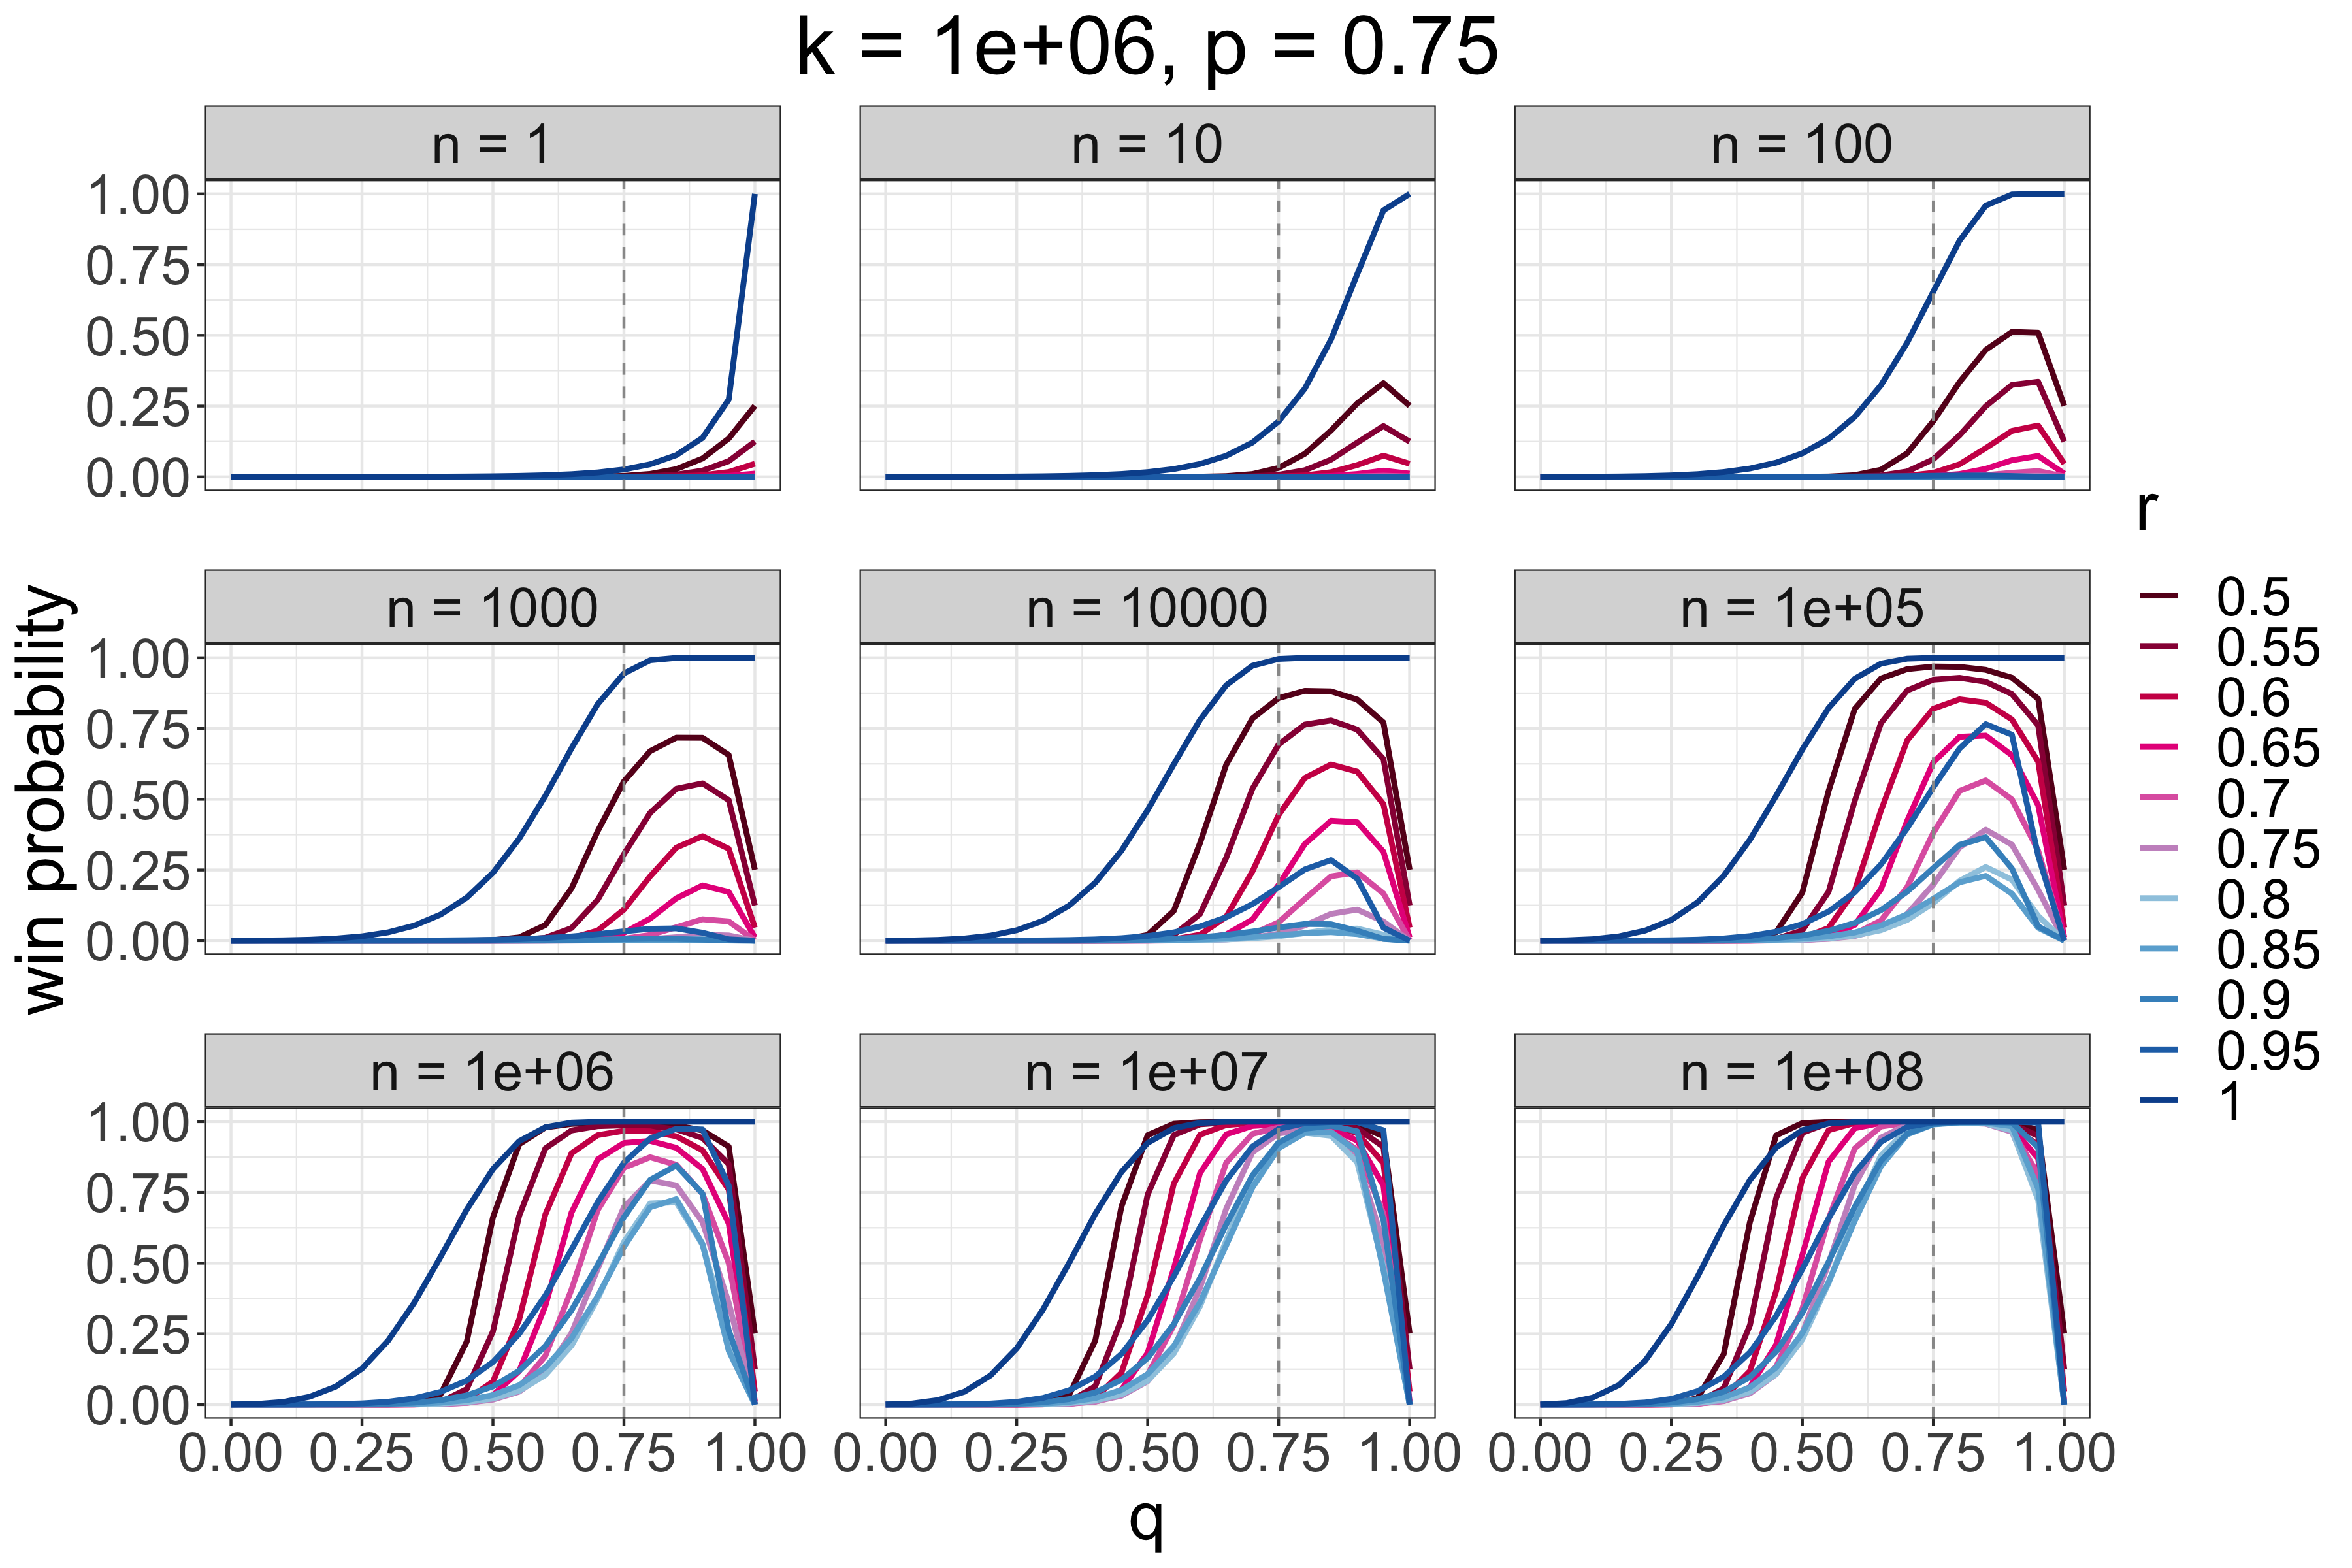 k = 1e+06, p = 0.75
n = 1
n = 10
n = 100
1.00
0.75
0.50
0.25
0.00
n = 1000
n = 10000
n = 1e+05
1.00
0.75
0.50
0.25
0.00
n = 1e+06
n = 1e+07
n = 1e+08
1.00
0.75
0.50
0.25
0.00
0.00 0.25 0.50 0.75 1.00
0.00 0.25 0.50 0.75 1.00
0.00 0.25 0.50 0.75 1.00
q
win probability
r
0.5
0.55
0.6
0.65
0.7
0.75
0.8
0.85
0.9
0.95
1